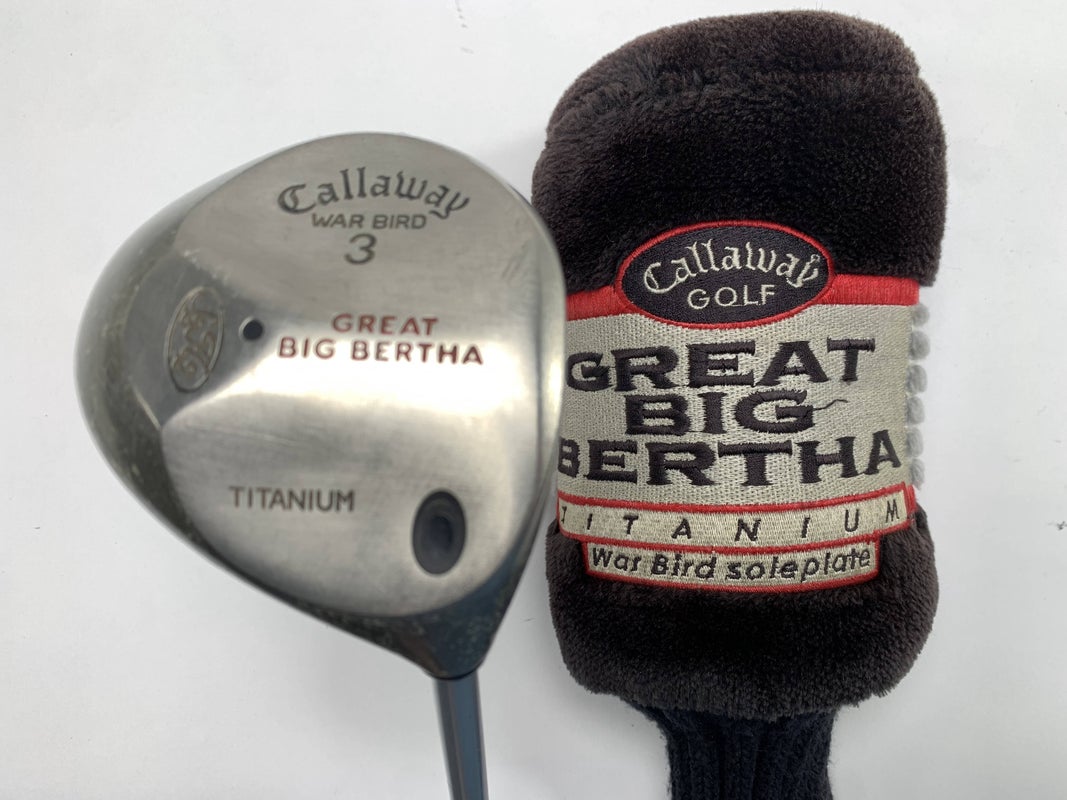 Callaway
WAR BIRD
3
GREAT
BIG BERTHA
TITANIUM
Callaway
GOLF
GREAT
BIG
BERTHA
TITANIUM
War Bird soleplate